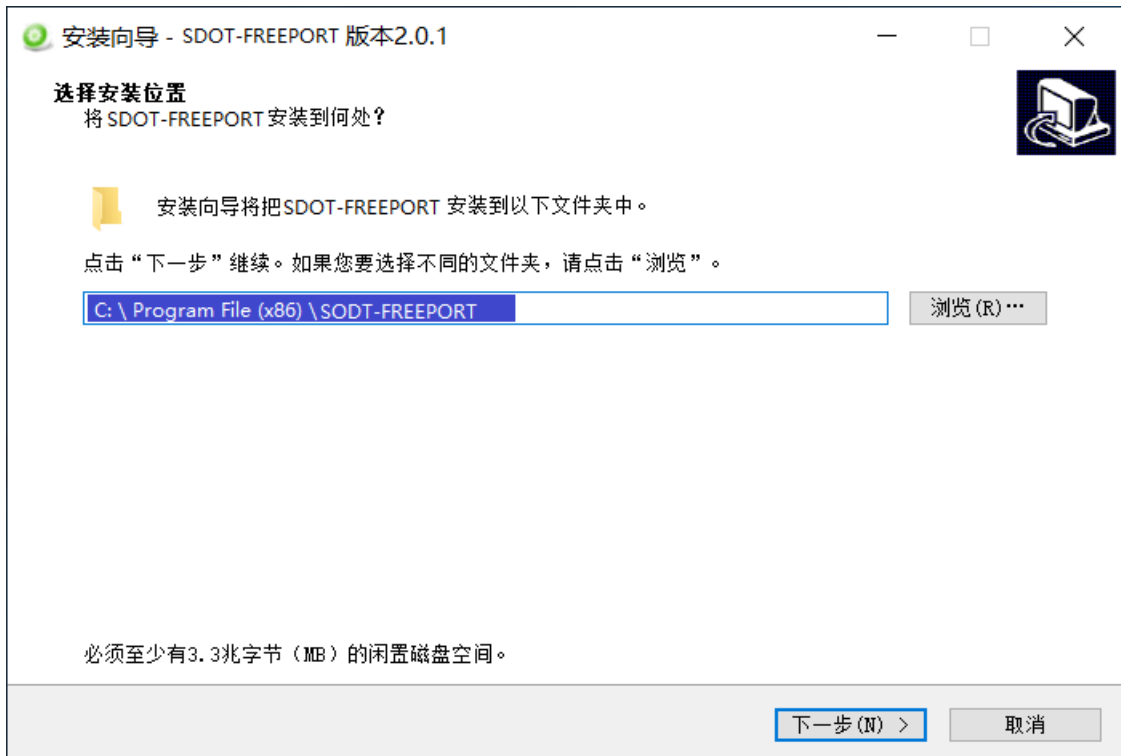 安装向导 - SDOT-FREEPORT 版本2.0.1
选择安装位置
将 SDOT-FREEPORT 安装到何处？
安装向导将把SDOT-FREEPORT 安装到以下文件夹中。
点击“下一步”继续。如果您要选择不同的文件夹，请点击“浏览”。
C: \ Program File (x86) \ SODT-FREEPORT
浏览(R)…
必须至少有3.3兆字节（MB）的闲置磁盘空间。
下一步(N) >
取消